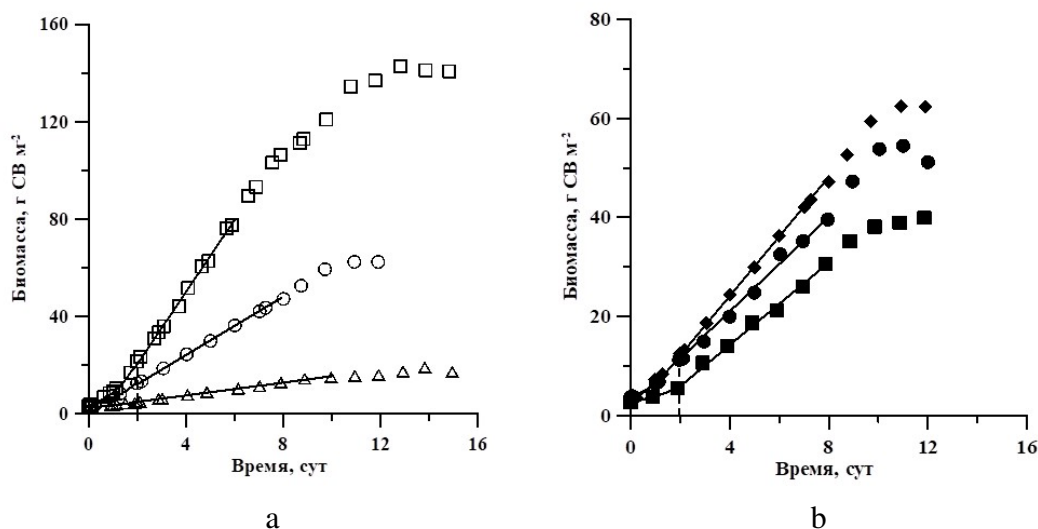 160
120
80
40
0
Биомасса, г СВ м⁻²
0 4 8 12 16
Время, сут
a
80
60
40
20
0
Биомасса, г СВ м⁻²
0 4 8 12 16
Время, сут
b